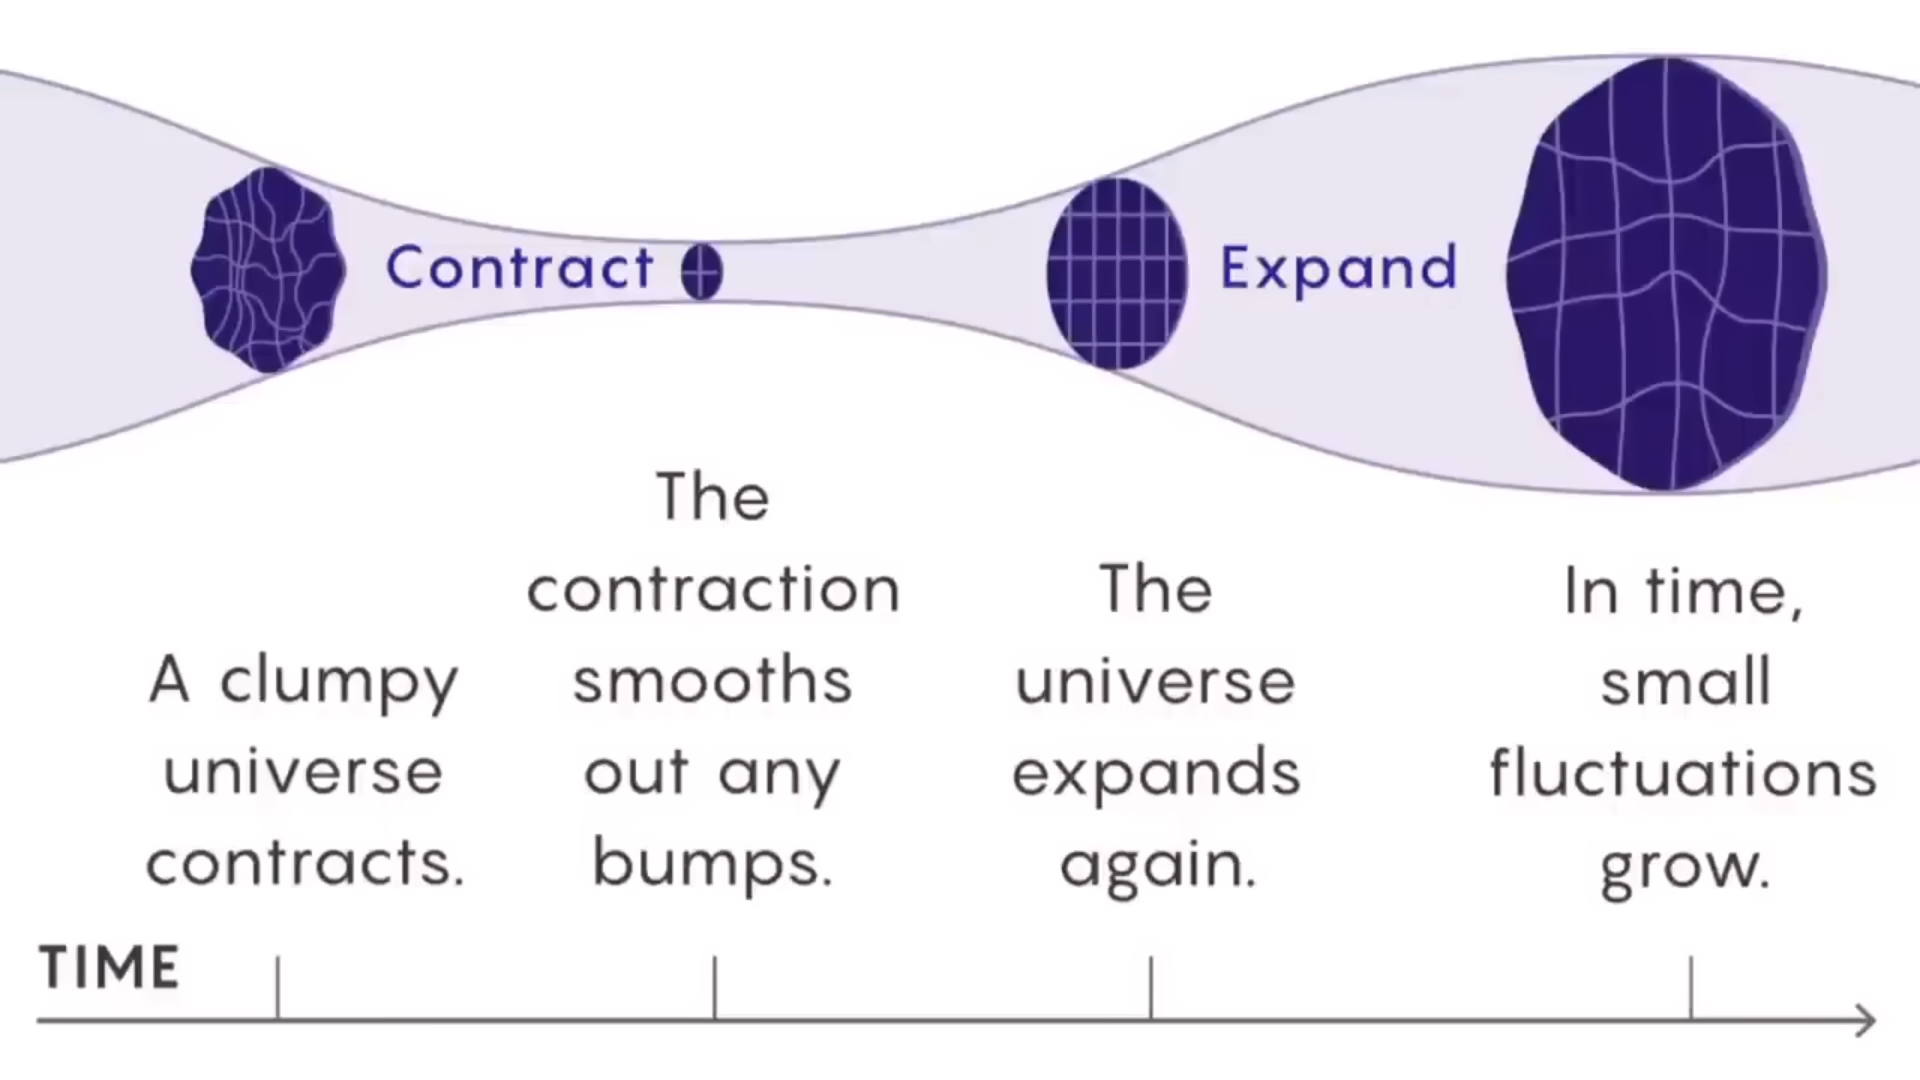 Contract
Expand
A clumpy
universe
contracts.
The
contraction
smooths
out any
bumps.
The
universe
expands
again.
In time,
small
fluctuations
grow.
TIME